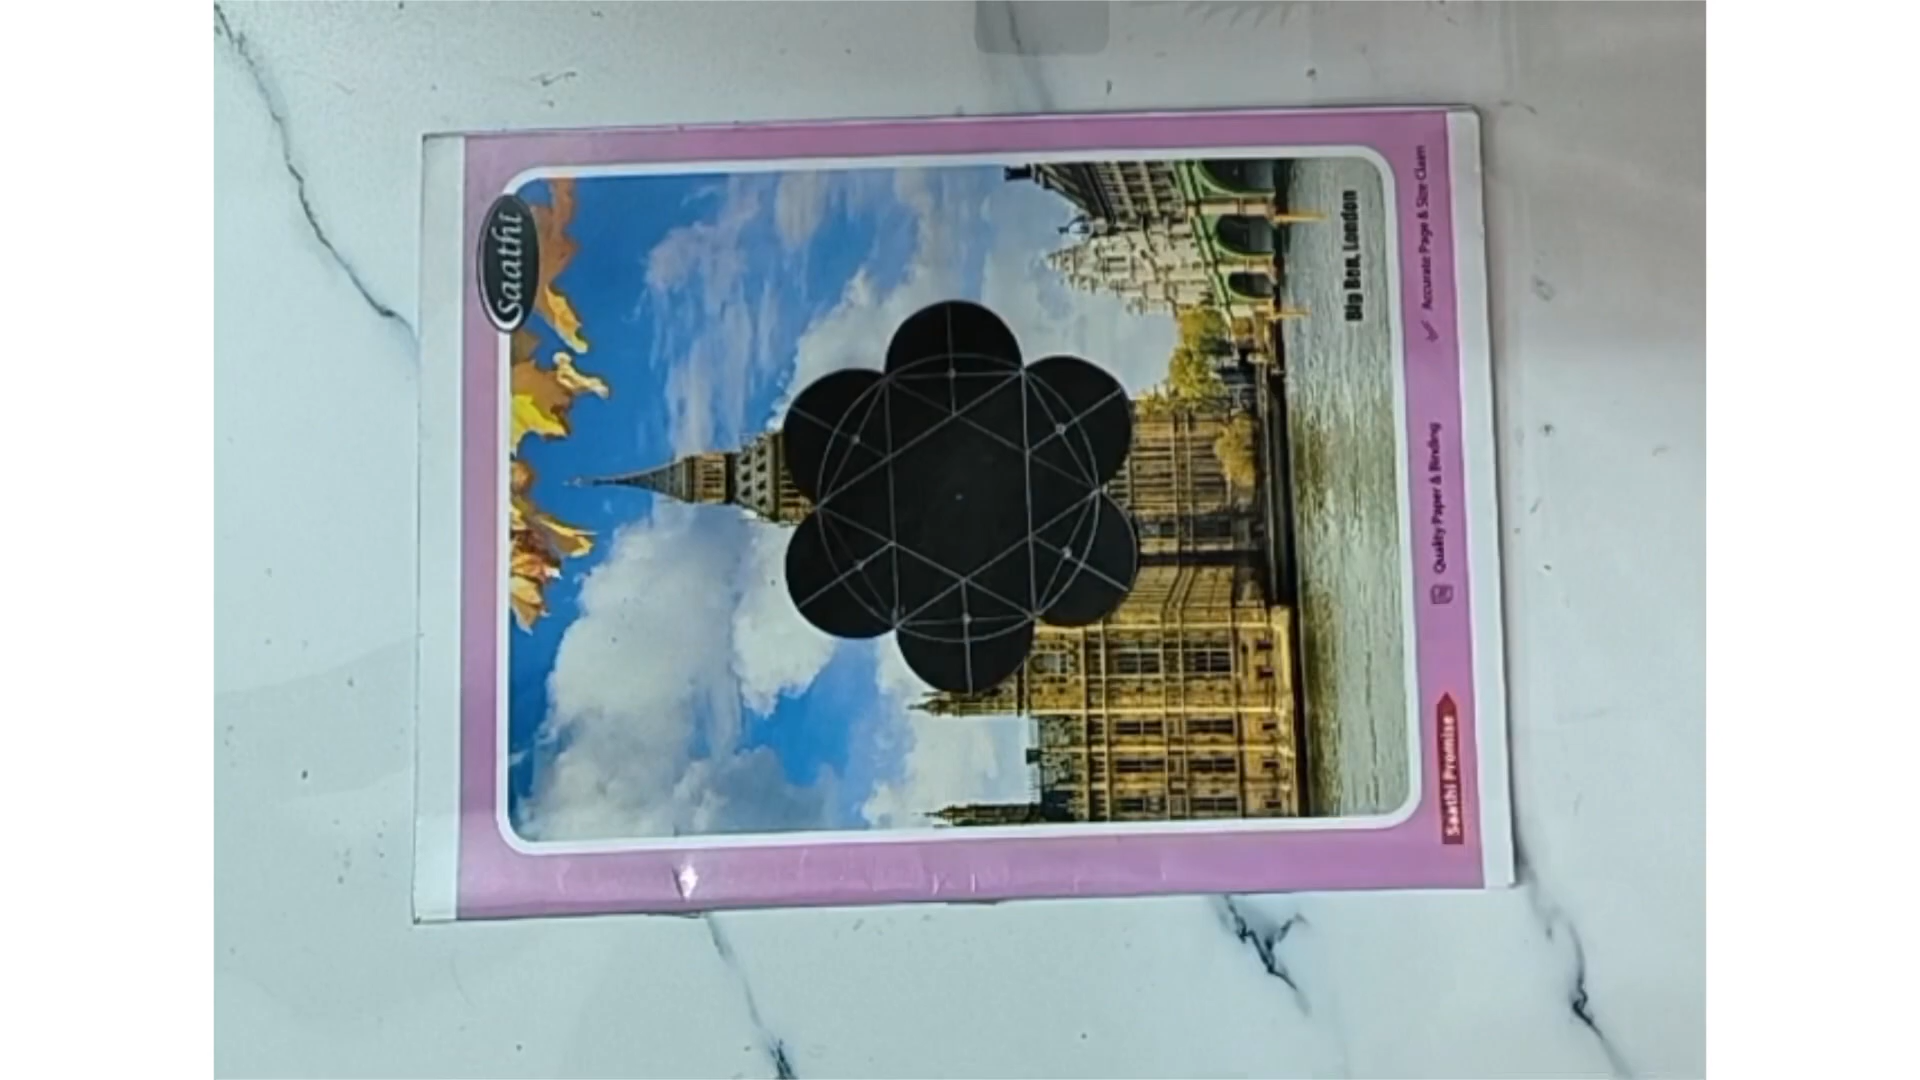 Saathi
Big Ben, London
Saathi Promise
Quality Paper & Binding
Accurate Page & Size Claim